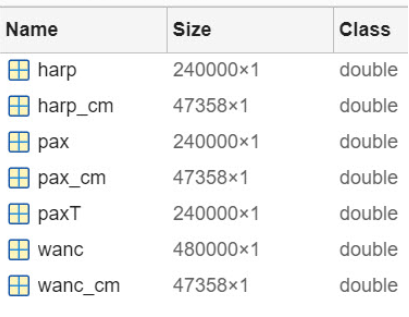 Name Size Class
harp 240000×1 double
harp_cm 47358×1 double
pax 240000×1 double
pax_cm 47358×1 double
paxT 240000×1 double
wanc 480000×1 double
wanc_cm 47358×1 double